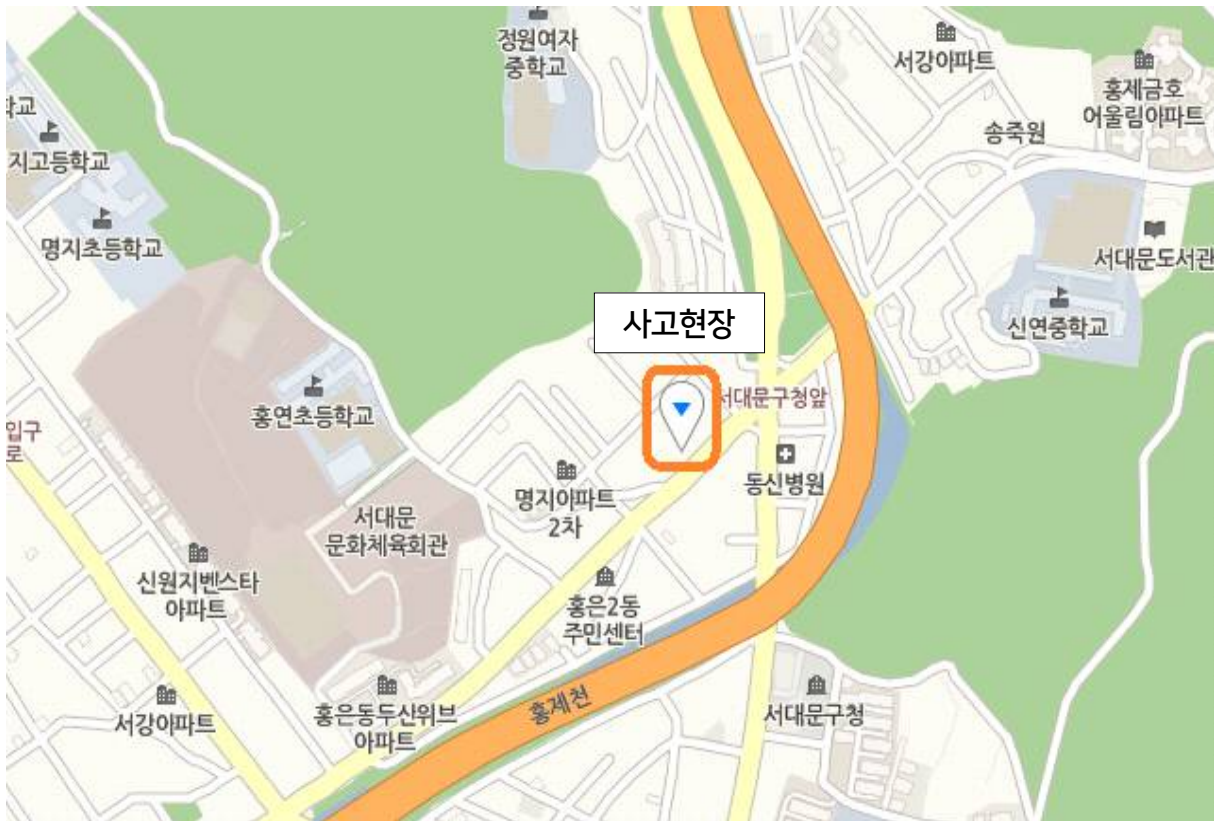 정원여자
중학교
서강아파트
홍제금호
어울림아파트
학교
송죽원
지고등학교
명지초등학교
서대문도서관
신연중학교
사고현장
서대문구청앞
홍연초등학교
입구
로
동신병원
명지아파트
2차
서대문
문화체육회관
신원지벤스타
아파트
홍은2동
주민센터
서강아파트
홍은동두산위브
아파트
홍제천
서대문구청